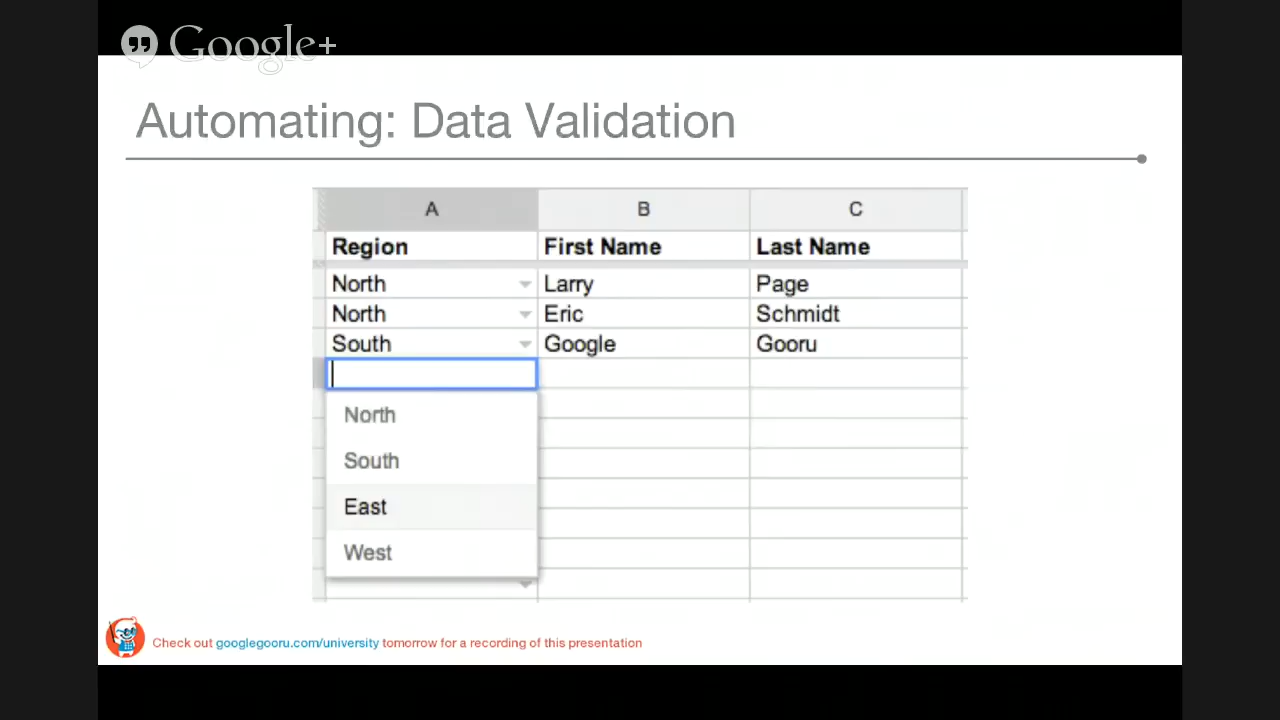 Google+
Automating: Data Validation
A B C
Region First Name Last Name
North Larry Page
North Eric Schmidt
South Google Gooru
North
South
East
West
Check out googlegooru.com/university tomorrow for a recording of this presentation